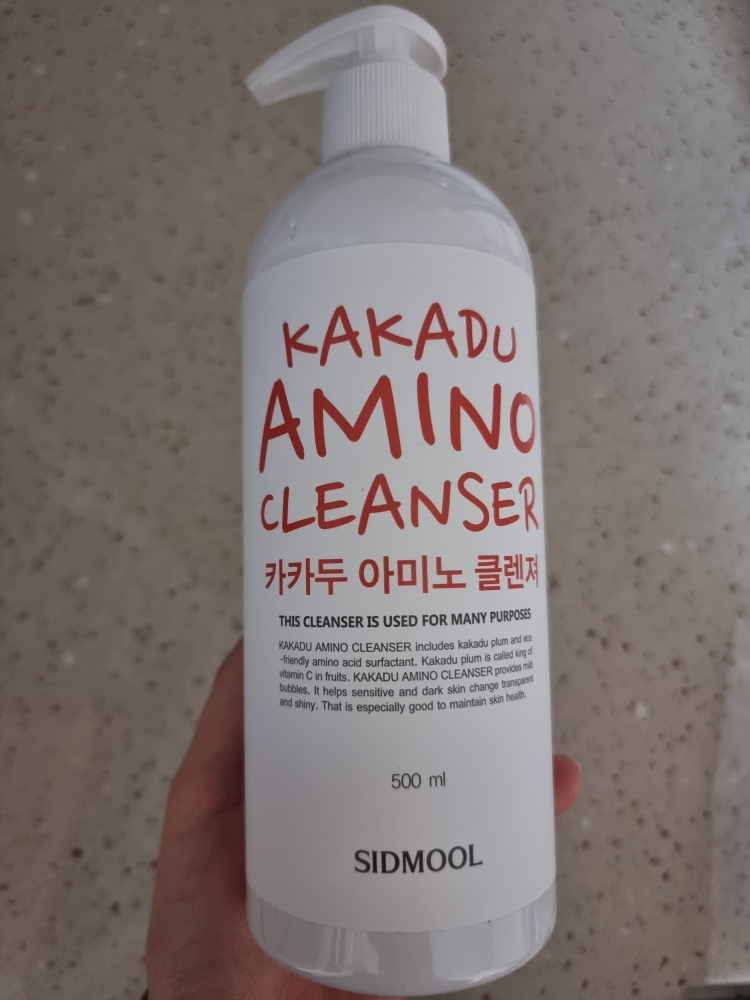 KAKADU
AMINO
CLEANSER
카카두 아미노 클렌져
THIS CLEANSER IS USED FOR MANY PURPOSES
KAKADU AMINO CLEANSER includes kakadu plum and eco
-friendly amino acid surfactant. Kakadu plum is called king of
vitamin C in fruits. KAKADU AMINO CLEANSER provides mild
bubbles. It helps sensitive and dark skin change transparent
and shiny. That is especially good to maintain skin health.
500 ml
SIDMOOL